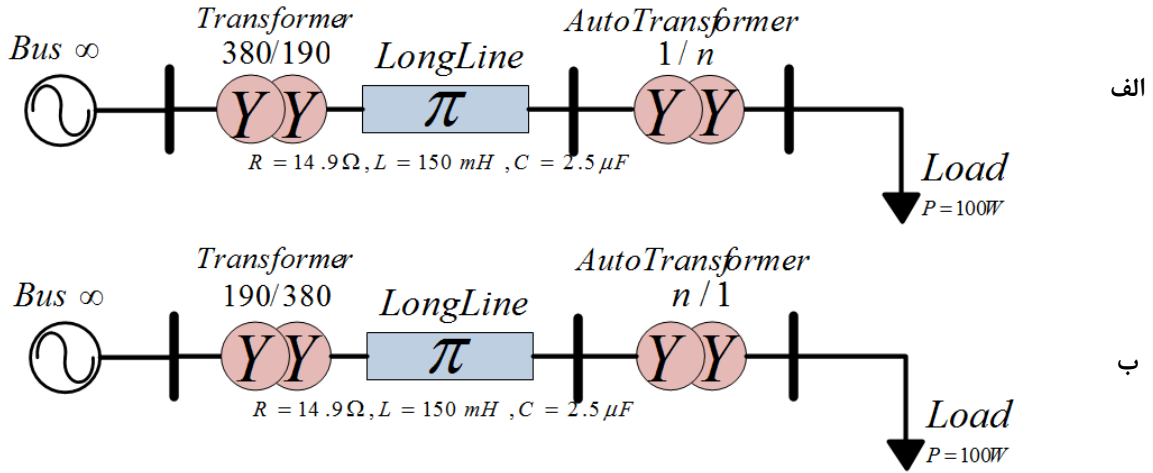 Transformer
380/190
AutoTransformer
1/n
Bus ∞
LongLine
Y Y
π
Y Y
R = 14.9Ω, L = 150 mH , C = 2.5 μF
Load
P = 100W
الف
Transformer
190/380
AutoTransformer
n/1
Bus ∞
LongLine
Y Y
π
Y Y
R = 14.9Ω, L = 150 mH , C = 2.5 μF
Load
P = 100W
ب